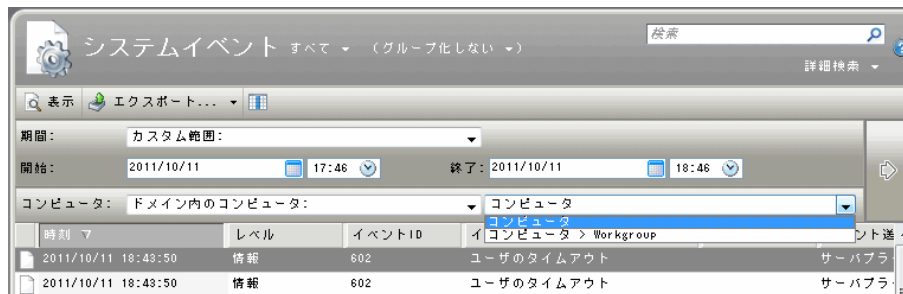 システムイベント すべて （グループ化しない）
検索
詳細検索
表示 エクスポート...
期間: カスタム範囲:
開始: 2011/10/11 17:46 終了: 2011/10/11 18:46
コンピュータ: ドメイン内のコンピュータ: コンピュータ
コンピュータ
コンピュータ > Workgroup
時刻 レベル イベントID イ ント送
2011/10/11 18:43:50 情報 602 ユーザのタイムアウト サーバプラ
2011/10/11 18:43:50 情報 602 ユーザのタイムアウト サーバプラ